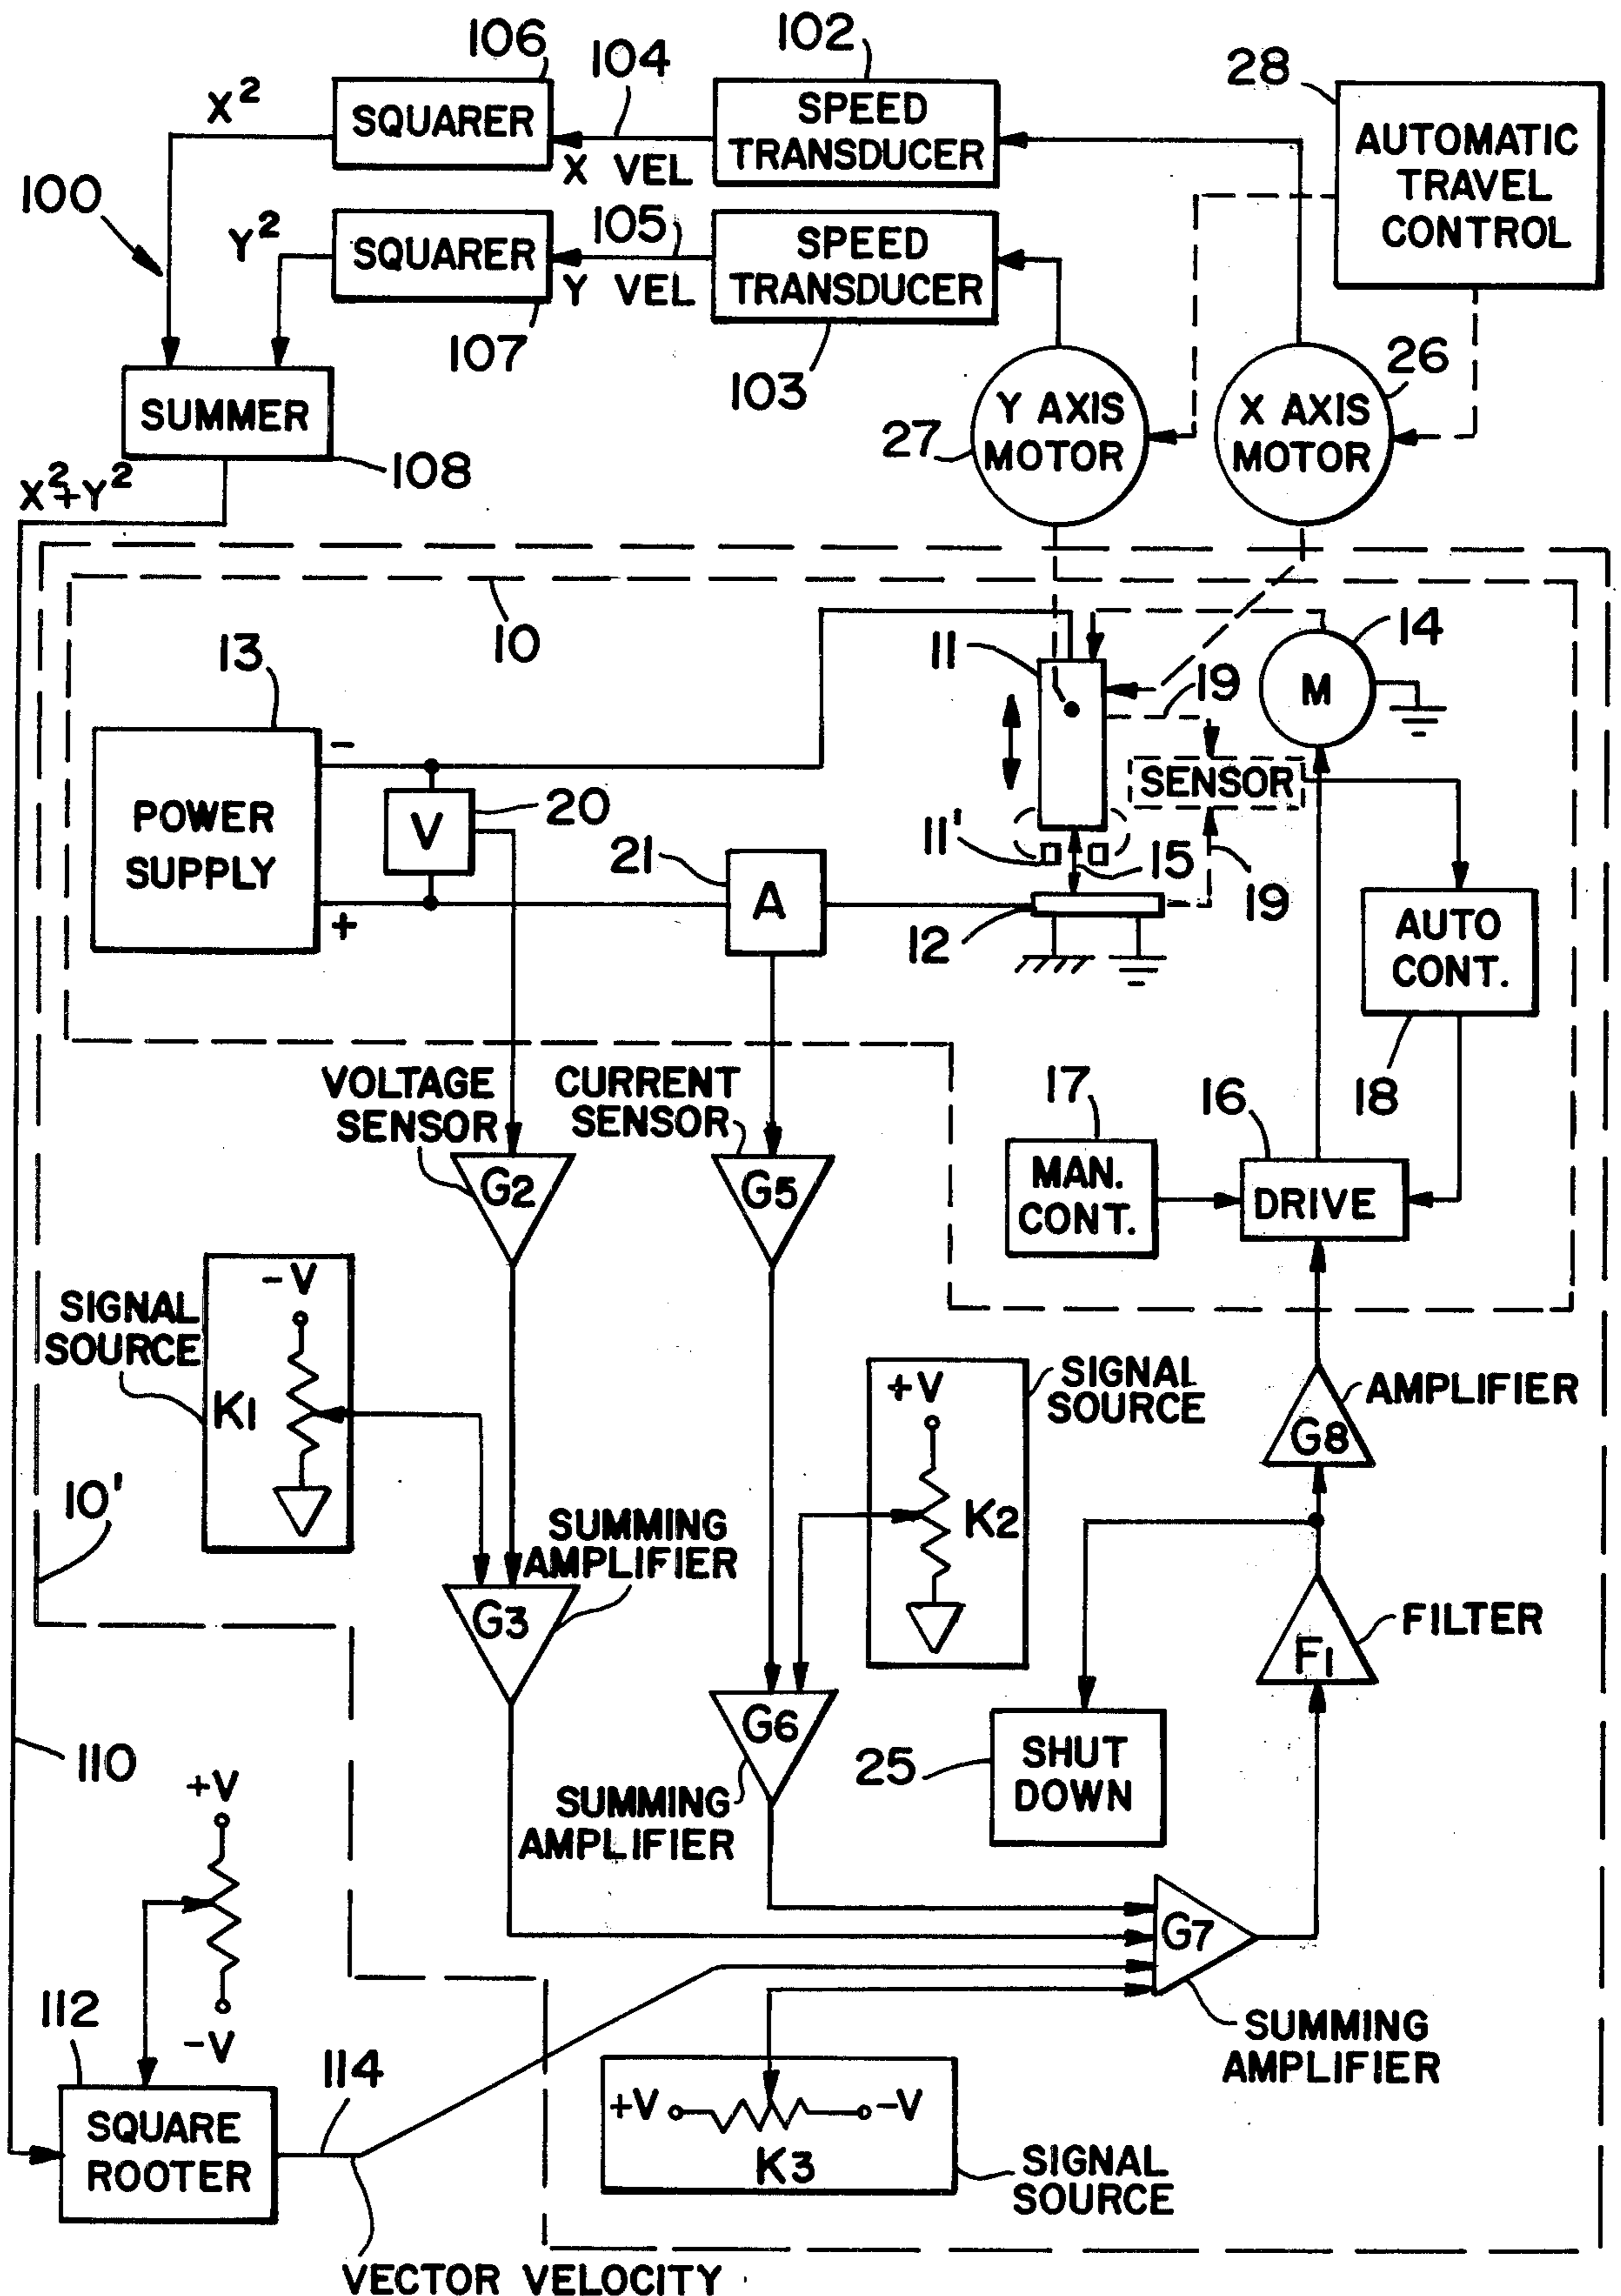 106
104
102
28
X²
SQUARER
SPEED
TRANSDUCER
AUTOMATIC
TRAVEL
CONTROL
X VEL
100
Y²
SQUARER
105
SPEED
TRANSDUCER
Y VEL
107
103
26
SUMMER
108
27
Y AXIS
MOTOR
X AXIS
MOTOR
X²+Y²
10
13
11
19
14
M
POWER
SUPPLY
-
+
V
20
SENSOR
11'
15
21
A
12
19
AUTO
CONT.
18
VOLTAGE
SENSOR
CURRENT
SENSOR
17
16
G2
G5
MAN.
CONT.
DRIVE
SIGNAL
SOURCE
-V
K1
+V
SIGNAL
SOURCE
K2
AMPLIFIER
G8
10'
SUMMING
AMPLIFIER
G3
FILTER
F1
G6
SUMMING
AMPLIFIER
25
SHUT
DOWN
110
+V
-V
G7
SUMMING
AMPLIFIER
112
114
SQUARE
ROOTER
+V
-V
K3
SIGNAL
SOURCE
VECTOR VELOCITY